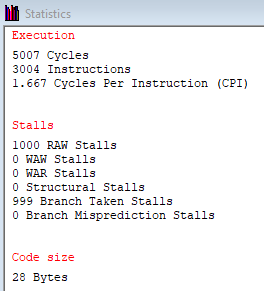 Statistics
Execution
5007 Cycles
3004 Instructions
1.667 Cycles Per Instruction (CPI)
Stalls
1000 RAW Stalls
0 WAW Stalls
0 WAR Stalls
0 Structural Stalls
999 Branch Taken Stalls
0 Branch Misprediction Stalls
Code size
28 Bytes